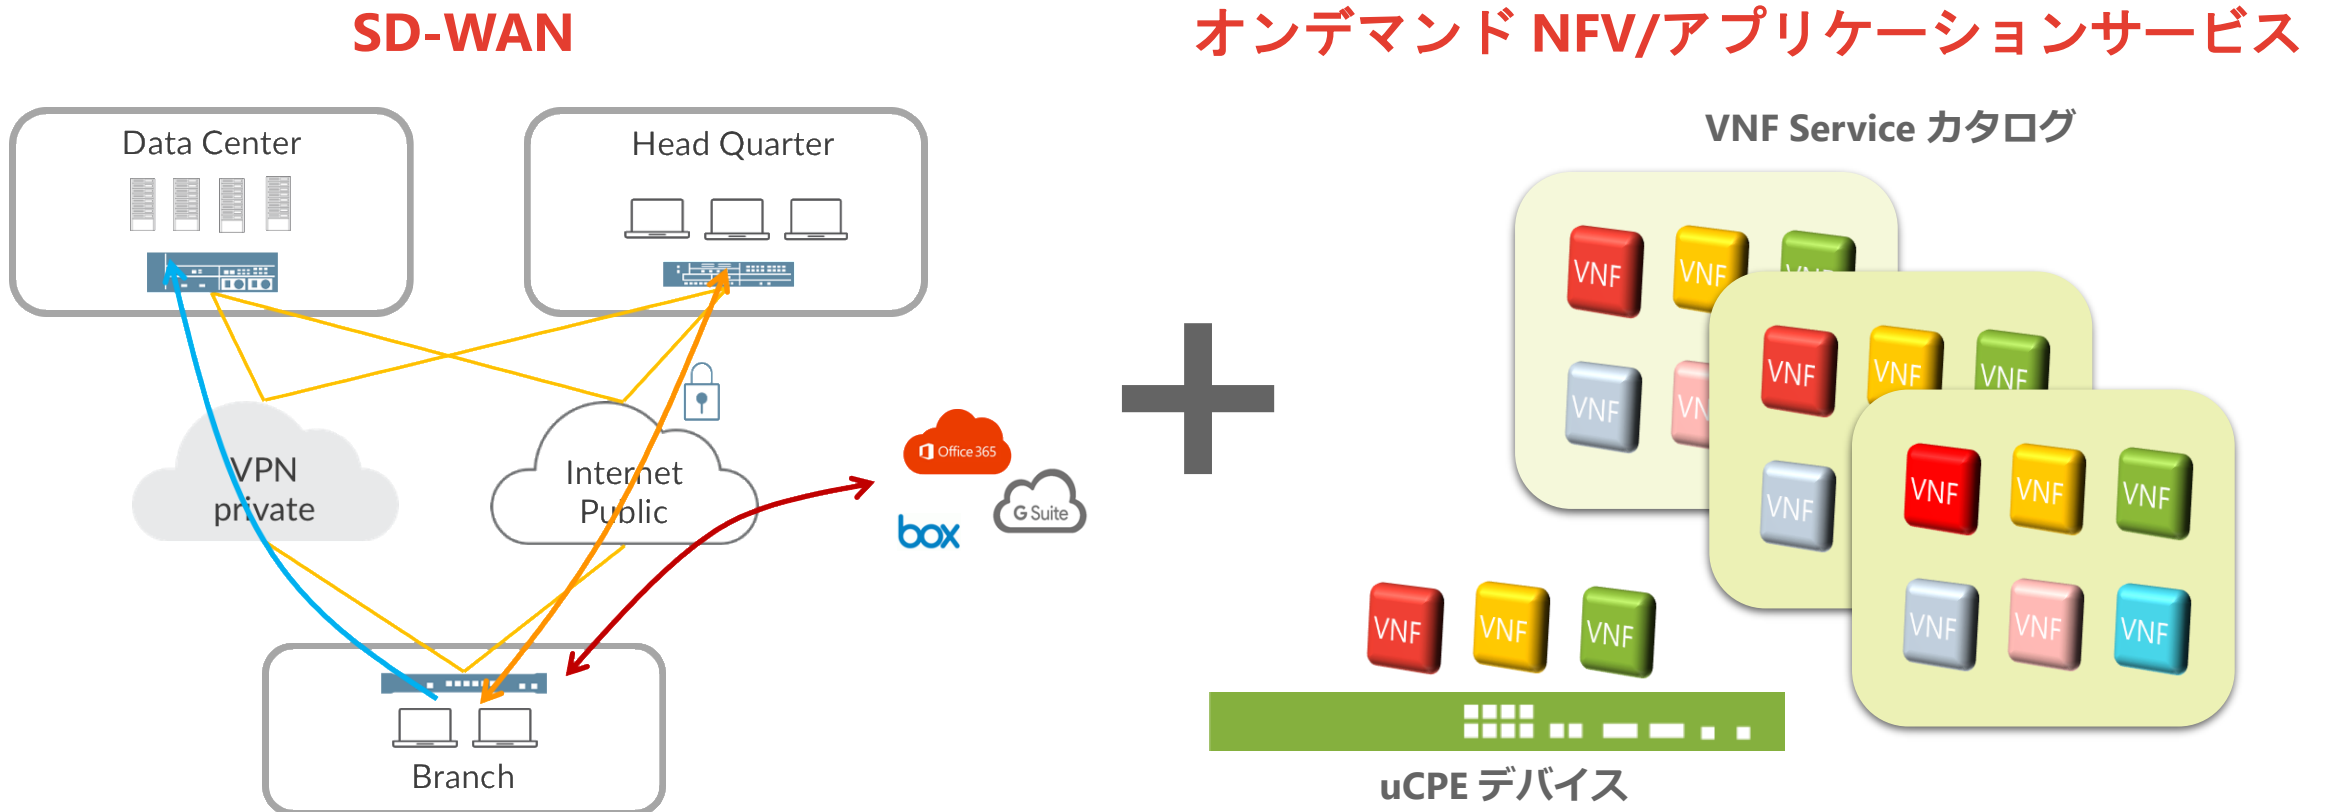 SD-WAN
オンデマンド NFV/アプリケーションサービス
Data Center
Head Quarter
VPN
private
Internet
Public
Office 365
G Suite
box
Branch
VNF Service カタログ
VNF
VNF
VNF
VNF
VN
VNF
VNF
VNF
VNF
VNF
VNF
VNF
VNF
VNF
VNF
VNF
VNF
VNF
uCPE デバイス